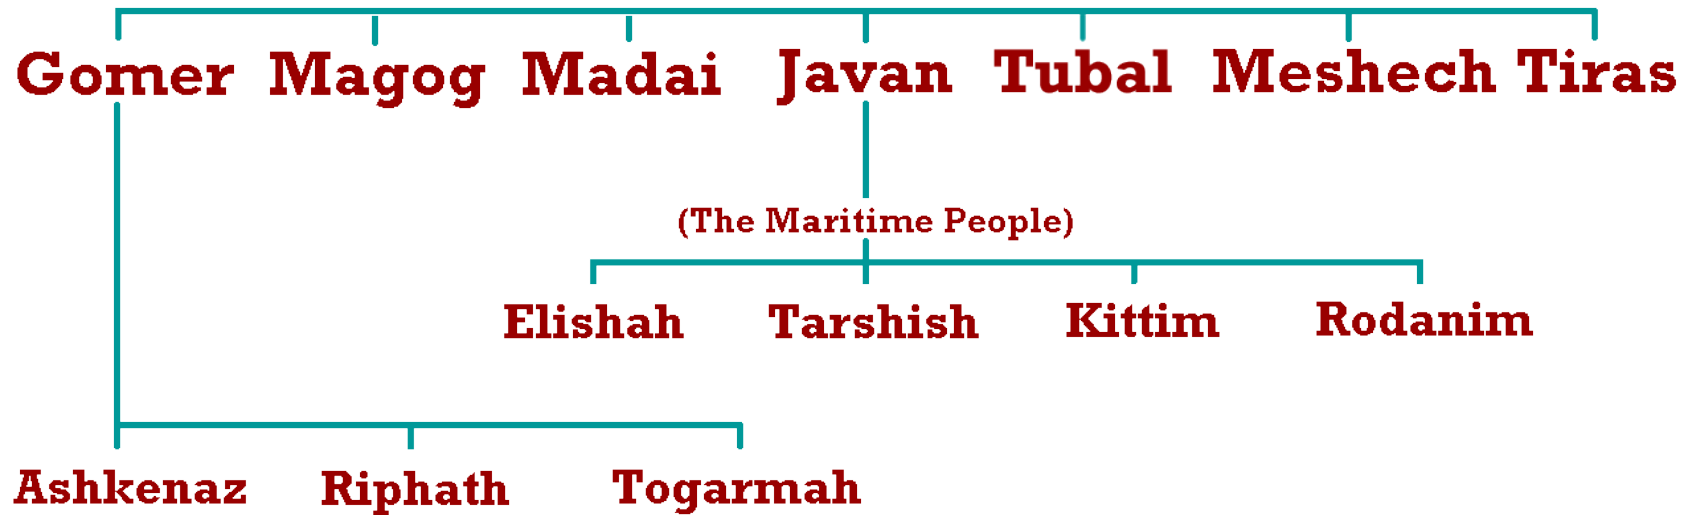 Gomer Magog Madai Javan Tubal Meshech Tiras
(The Maritime People)
Elishah Tarshish Kittim Rodanim
Ashkenaz Riphath Togarmah